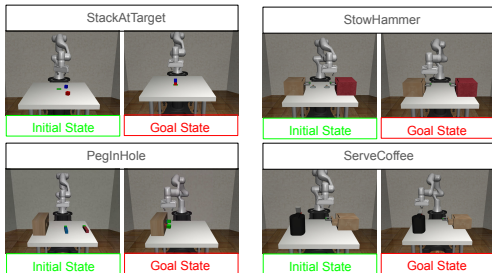 StackAtTarget
StowHammer
Initial State
Goal State
Initial State
Goal State
PegInHole
ServeCoffee
Initial State
Goal State
Initial State
Goal State